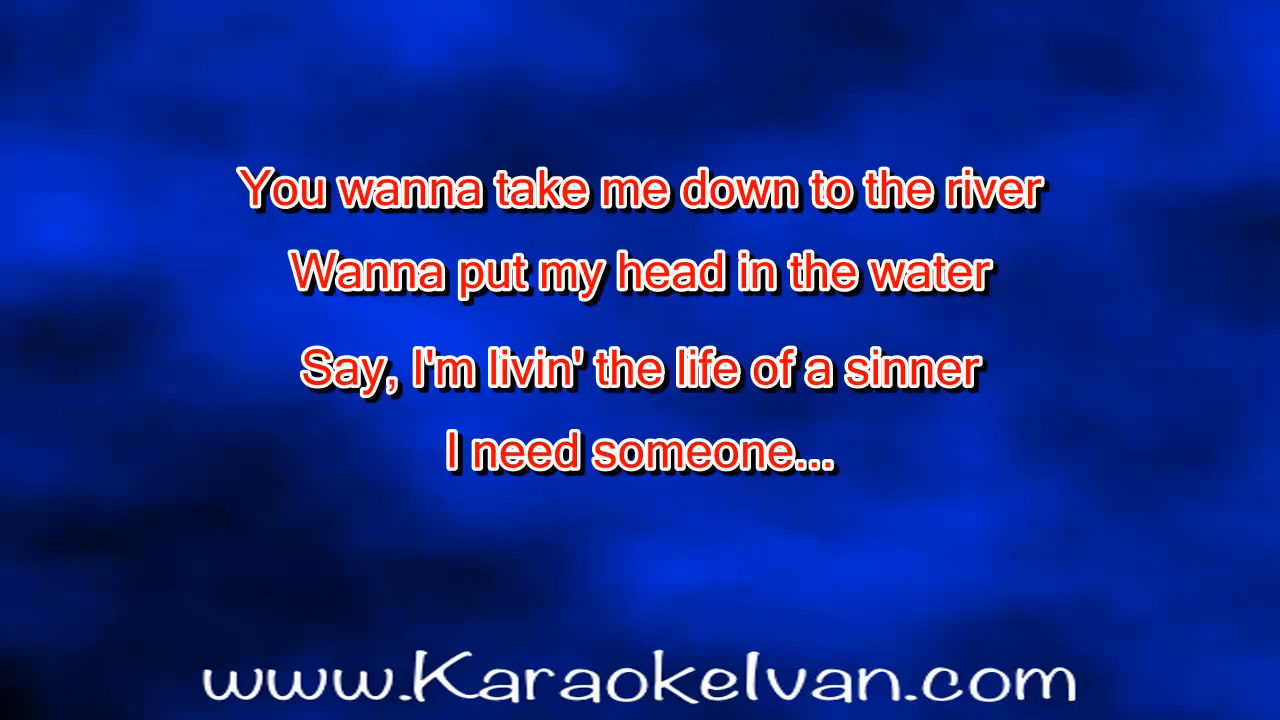 You wanna take me down to the river
Wanna put my head in the water
Say, I'm livin' the life of a sinner
I need someone...
www.KaraokeIvan.com